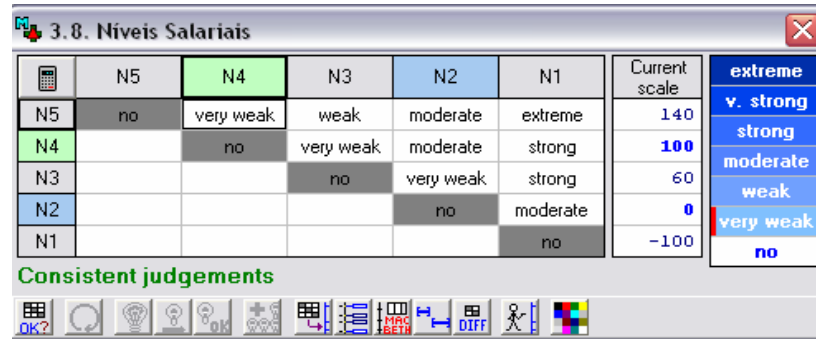 3.8. Níveis Salariais
N5 N4 N3 N2 N1 Current scale extreme
N5 no very weak weak moderate extreme 140 v. strong
N4 no very weak moderate strong 100 strong
N3 no very weak strong 60 moderate
N2 no moderate 0 weak
N1 no -100 very weak
no
Consistent judgements
OK? OK MAC BETH DIFF